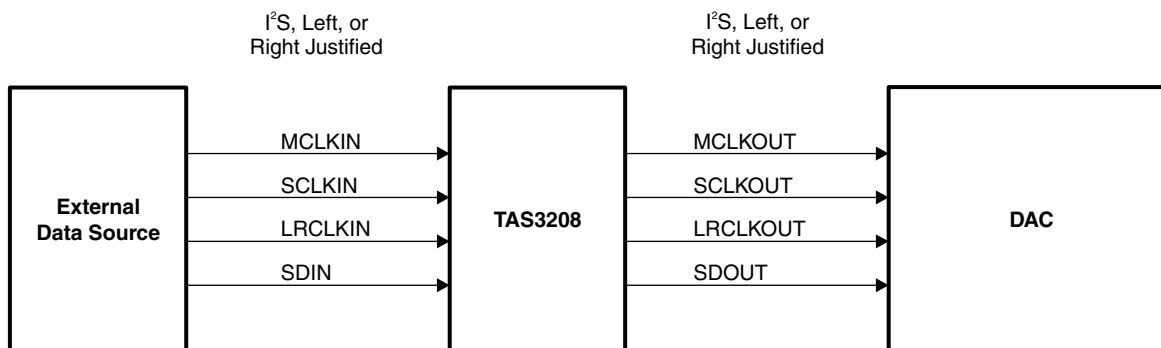 I²S, Left, or
Right Justified
I²S, Left, or
Right Justified
External
Data Source
MCLKIN
SCLKIN
LRCLKIN
SDIN
TAS3208
MCLKOUT
SCLKOUT
LRCLKOUT
SDOUT
DAC